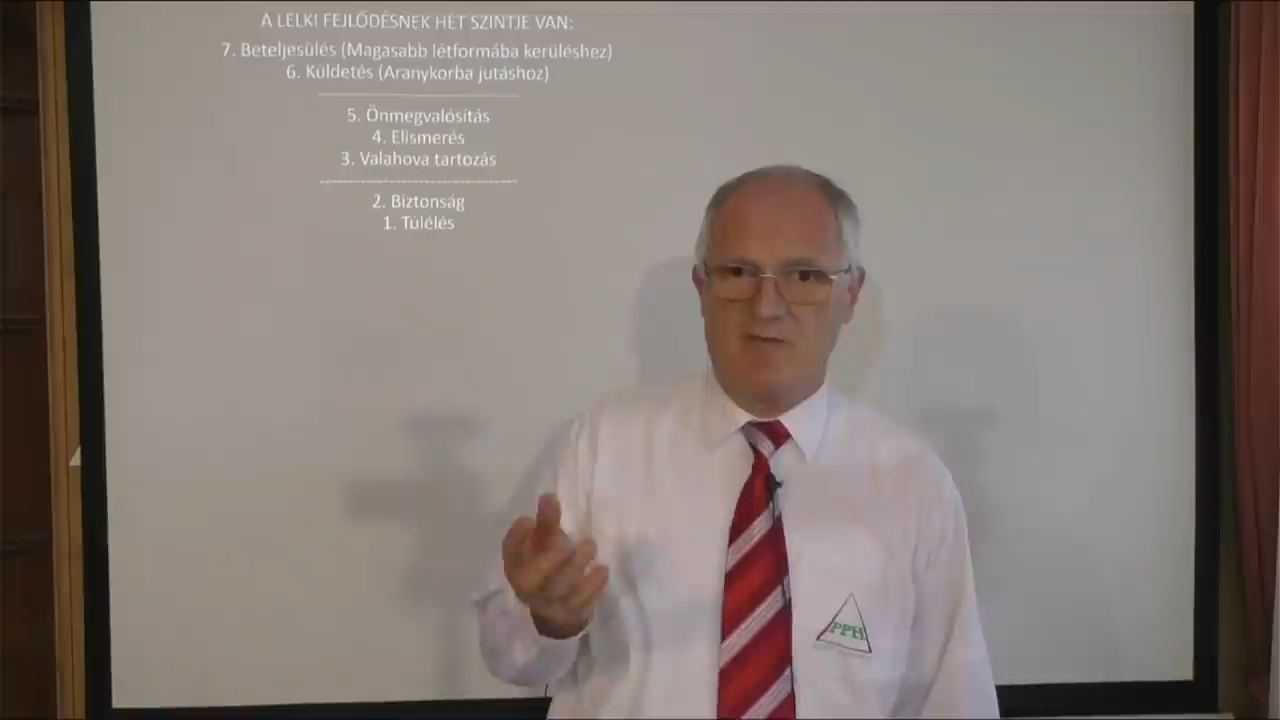 A LELKI FEJLŐDÉSNEK HÉT SZINTJE VAN:
7. Beteljesülés (Magasabb létformába kerüléshez)
6. Küldetés (Aranykorba jutáshoz)
5. Önmegvalósítás
4. Elismerés
3. Valahova tartozás
2. Biztonság
1. Túlélés
PPH